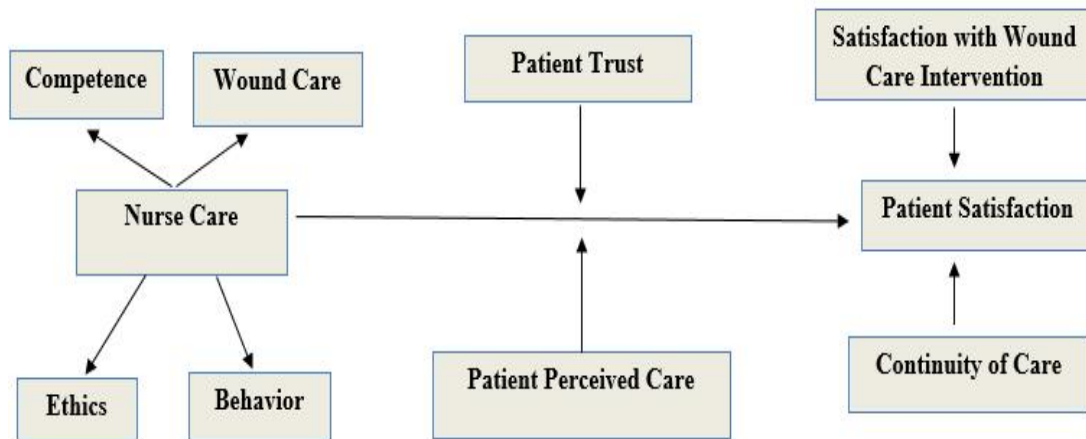 Competence
Wound Care
Patient Trust
Satisfaction with Wound
Care Intervention
Nurse Care
Patient Satisfaction
Ethics
Behavior
Patient Perceived Care
Continuity of Care